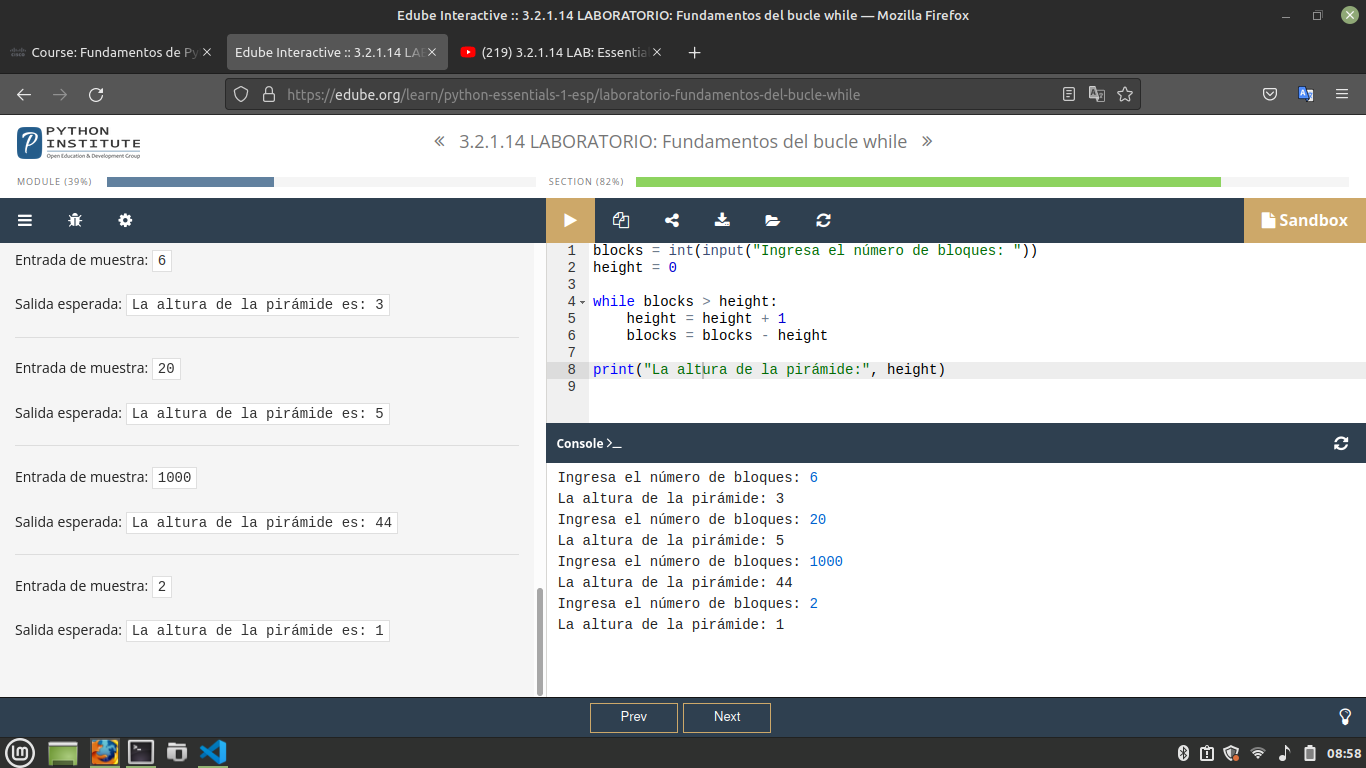 Edube Interactive :: 3.2.1.14 LABORATORIO: Fundamentos del bucle while — Mozilla Firefox
Course: Fundamentos de Py
Edube Interactive :: 3.2.1.14 LA
(219) 3.2.1.14 LAB: Essentia
https://edube.org/learn/python-essentials-1-esp/laboratorio-fundamentos-del-bucle-while
PYTHON
INSTITUTE
Open Education & Development Group
« 3.2.1.14 LABORATORIO: Fundamentos del bucle while »
MODULE (39%)
SECTION (82%)
Sandbox
Entrada de muestra: 6
Salida esperada: La altura de la pirámide es: 3
Entrada de muestra: 20
Salida esperada: La altura de la pirámide es: 5
Entrada de muestra: 1000
Salida esperada: La altura de la pirámide es: 44
Entrada de muestra: 2
Salida esperada: La altura de la pirámide es: 1
1 blocks = int(input("Ingresa el número de bloques: "))
2 height = 0
3
4 while blocks > height:
5     height = height + 1
6     blocks = blocks - height
7
8 print("La altura de la pirámide:", height)
9
Console >_
Ingresa el número de bloques: 6
La altura de la pirámide: 3
Ingresa el número de bloques: 20
La altura de la pirámide: 5
Ingresa el número de bloques: 1000
La altura de la pirámide: 44
Ingresa el número de bloques: 2
La altura de la pirámide: 1
Prev
Next
08:58